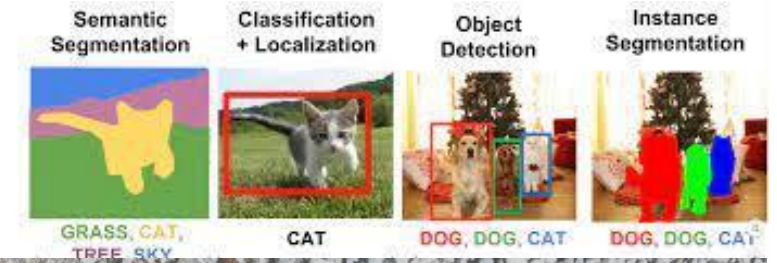 Semantic
Segmentation
Classification
+ Localization
Object
Detection
Instance
Segmentation
GRASS, CAT,
TREE, SKY
CAT
DOG, DOG, CAT
DOG, DOG, CAT